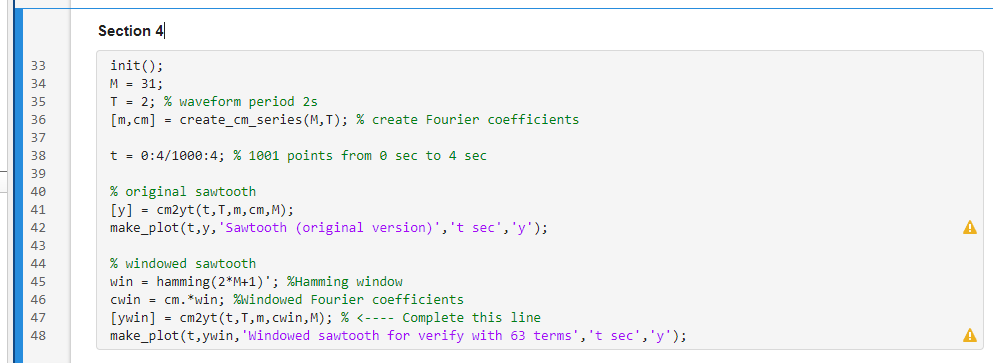 Section 4
33 init();
34 M = 31;
35 T = 2; % waveform period 2s
36 [m,cm] = create_cm_series(M,T); % create Fourier coefficients
37
38 t = 0:4/1000:4; % 1001 points from 0 sec to 4 sec
39
40 % original sawtooth
41 [y] = cm2yt(t,T,m,cm,M);
42 make_plot(t,y,'Sawtooth (original version)','t sec','y');
43
44 % windowed sawtooth
45 win = hamming(2*M+1)'; %Hamming window
46 cwin = cm.*win; %Windowed Fourier coefficients
47 [ywin] = cm2yt(t,T,m,cwin,M); % <---- Complete this line
48 make_plot(t,ywin,'Windowed sawtooth for verify with 63 terms','t sec','y');